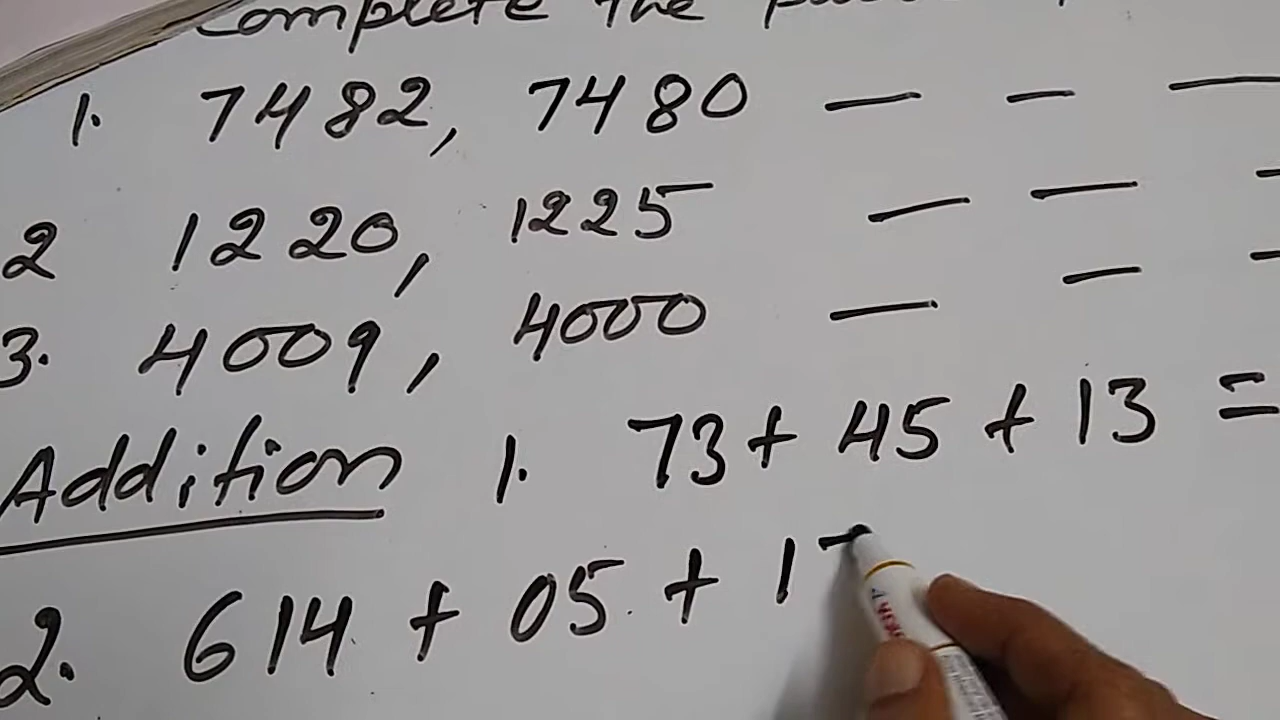 Complete the
1. 7482, 7480 — — —
2 1220, 1225 — — —
3. 4009, 4000 — — —
Addition 1. 73 + 45 + 13 =
2. 614 + 05 + 1